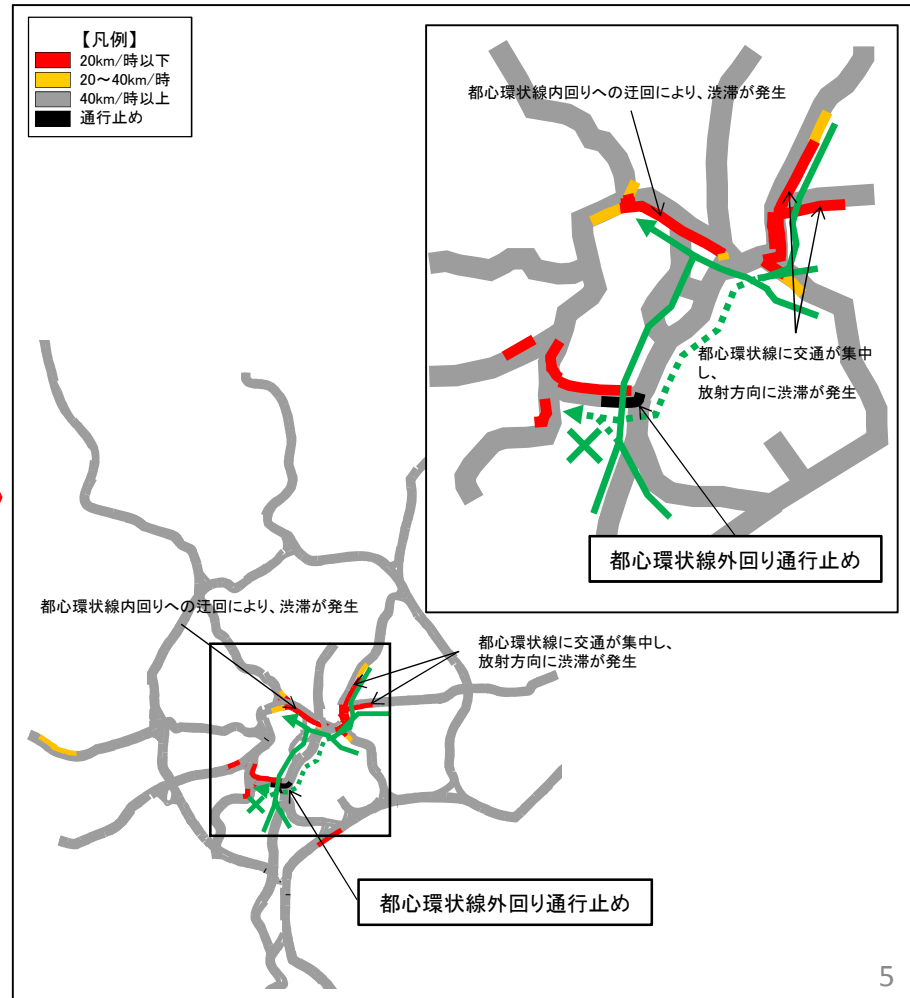 【凡例】
20km/時以下
20～40km/時
40km/時以上
通行止め
都心環状線内回りへの迂回により、渋滞が発生
都心環状線に交通が集中
し、
放射方向に渋滞が発生
都心環状線外回り通行止め
都心環状線内回りへの迂回により、渋滞が発生
都心環状線に交通が集中し、
放射方向に渋滞が発生
都心環状線外回り通行止め
5